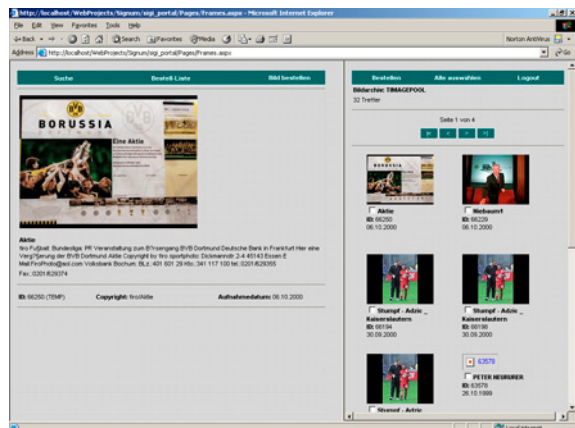 http://localhost/WebProjects/Signum/sigi_portal/Pages/Frames.aspx - Microsoft Internet Explorer
File Edit View Favorites Tools Help
Back Search Favorites Media Norton AntiVirus
Address http://localhost/WebProjects/Signum/sigi_portal/Pages/Frames.aspx Go
Suche Bestell-Liste Bild bestellen
BVB
BORUSSIA
Eine Aktie
Aktie
firo Fußball: Bundesliga: PR Veranstaltung zum B?rsengang BVB Dortmund Deutsche Bank in Frankfurt Hier eine
Verg?ßerung der BVB Dortmund Aktie Copyright by firo sportphoto: Dickmannstr 2-4 45143 Essen E
Mail:FiroPhoto@aol.com Volksbank Bochum: BLz.:401 601 29 Kto.:341 117 100 tel.:0201/629355
Fax.:0201/629374
ID: 66250 (TEMP) Copyright: firo/Aktie Aufnahmedatum: 06.10.2000
Bestellen Alle auswählen Logout
Bildarchiv: TIMAGEPOOL
32 Treffer
Seite 1 von 4
|< < > >|
Aktie
ID: 66250
06.10.2000
Niebaum1
ID: 66229
06.10.2000
Stumpf - Adzic _
Kaiserslautern
ID: 66194
30.09.2000
Stumpf - Adzic _
Kaiserslautern
ID: 66198
30.09.2000
Stumpf - Adzic
63578
PETER NEURURER
ID: 63578
26.10.1999
Local intranet